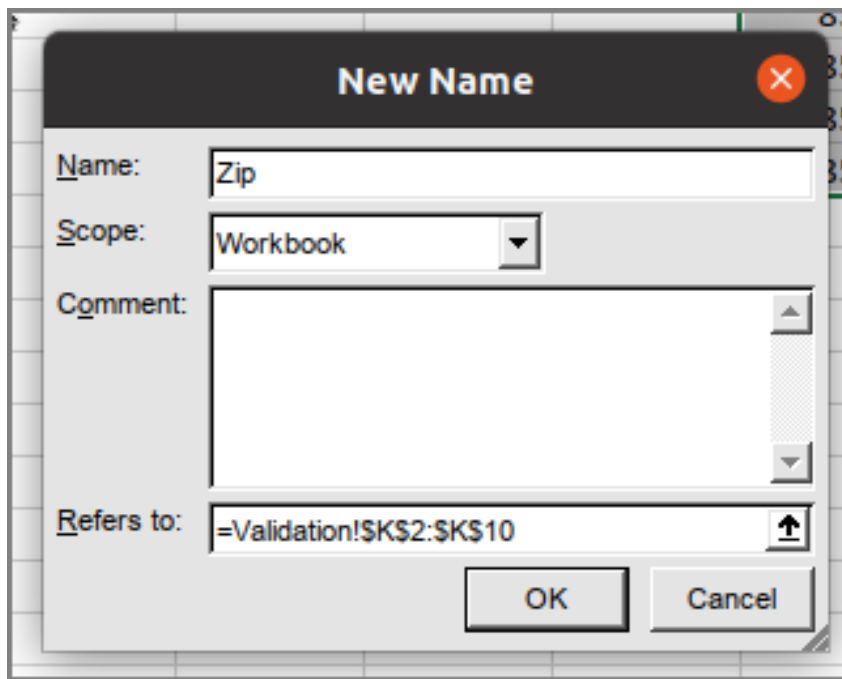 New Name
Name:
Zip
Scope:
Workbook
Comment:
Refers to:
=Validation!$K$2:$K$10
OK
Cancel